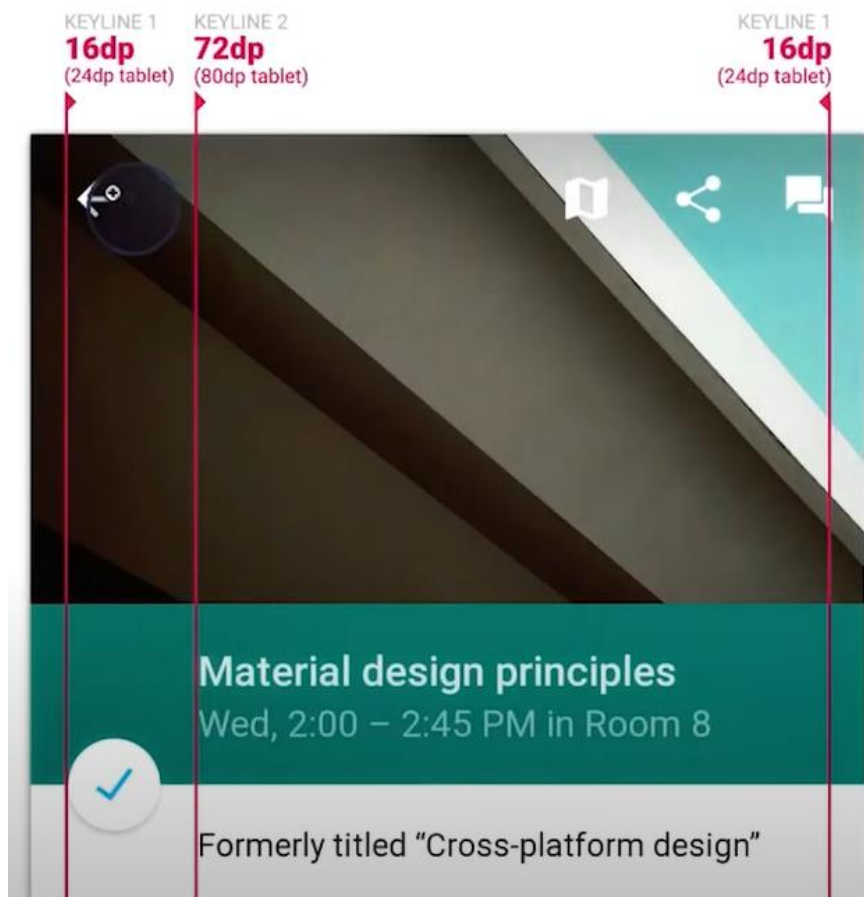 KEYLINE 1
16dp
(24dp tablet)
KEYLINE 2
72dp
(80dp tablet)
KEYLINE 1
16dp
(24dp tablet)
Material design principles
Wed, 2:00 – 2:45 PM in Room 8
Formerly titled “Cross-platform design”